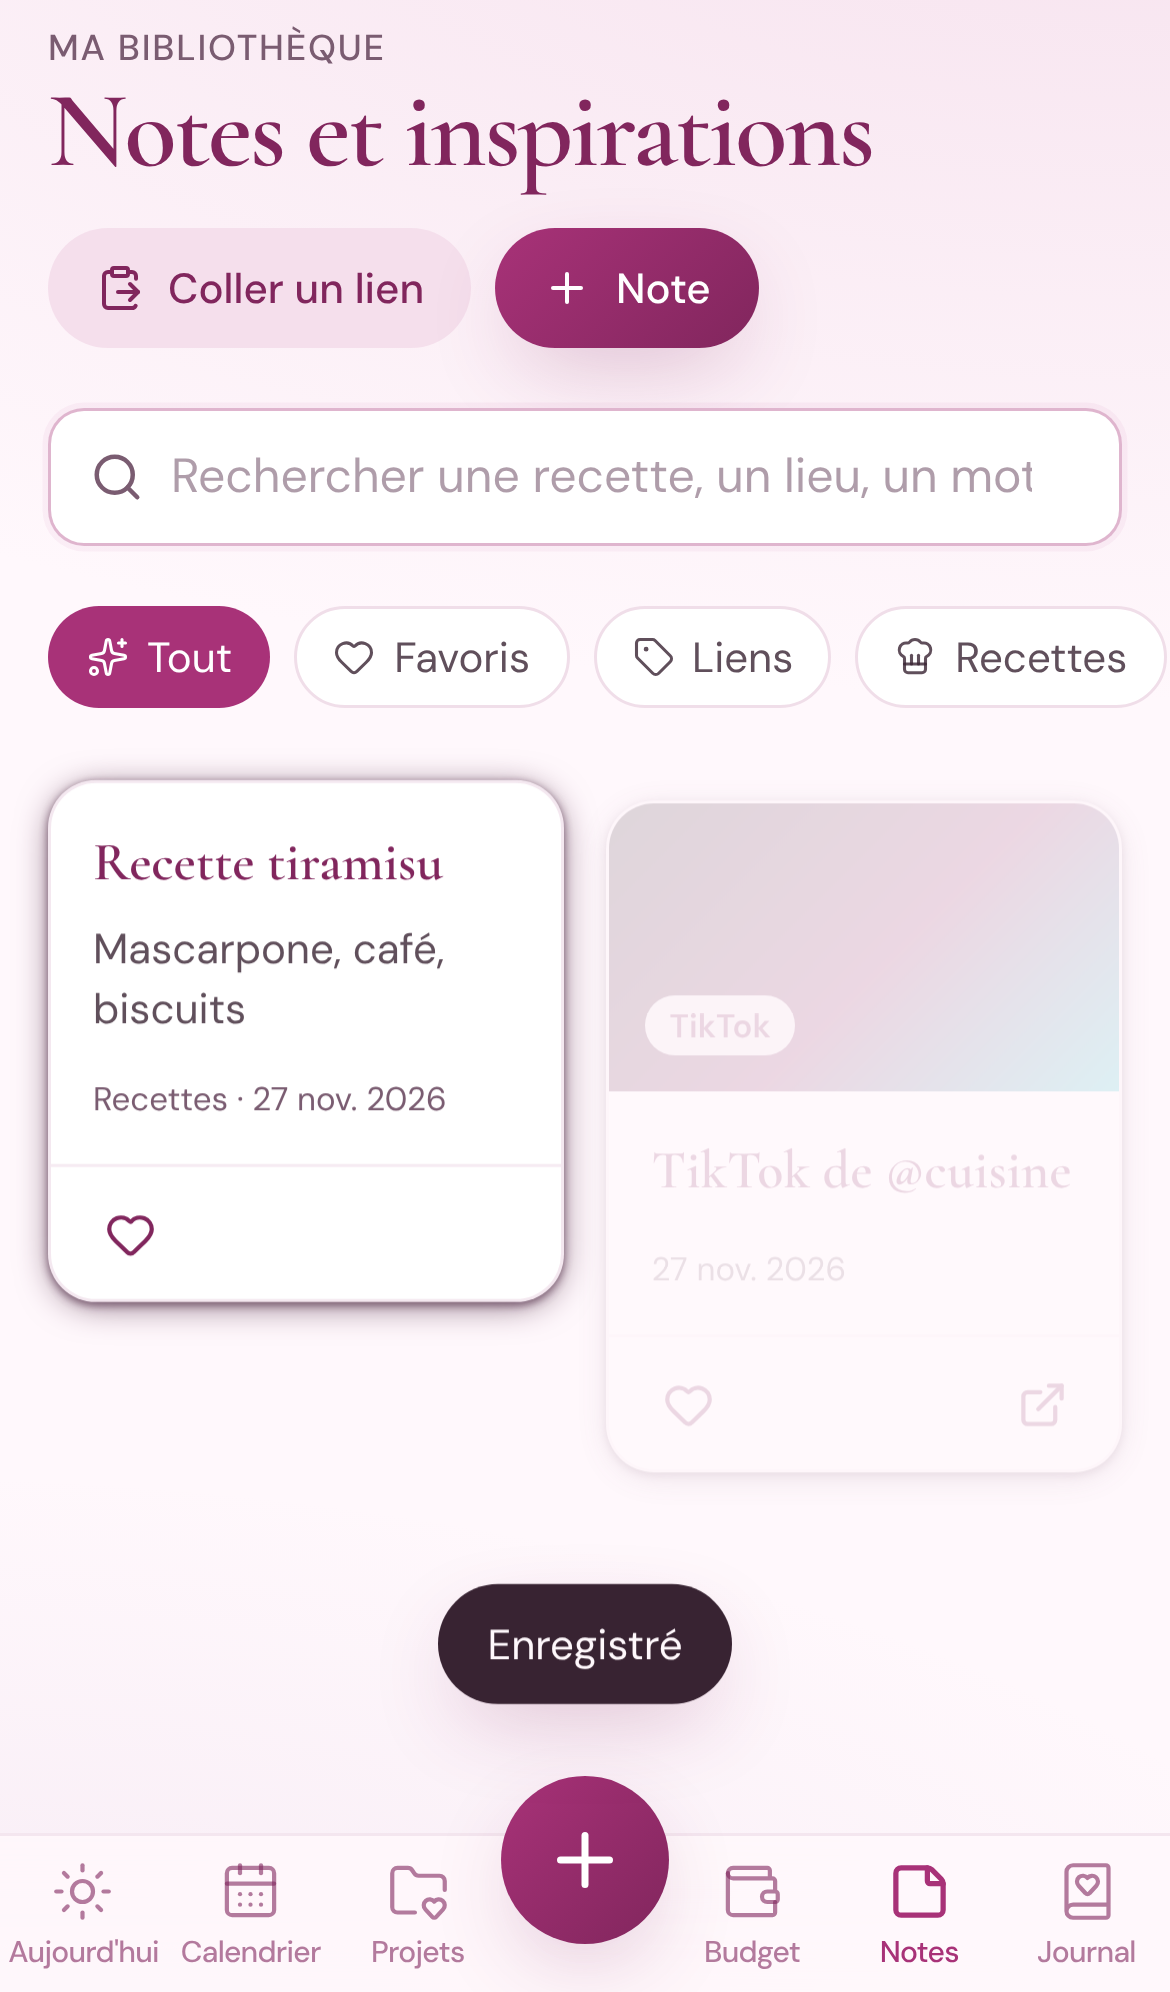 MA BIBLIOTHÈQUE
Notes et inspirations
Coller un lien
Note
Rechercher une recette, un lieu, un mot
Tout
Favoris
Liens
Recettes
Recette tiramisu
Mascarpone, café,
biscuits
Recettes · 27 nov. 2026
TikTok
TikTok de @cuisine
27 nov. 2026
Enregistré
Aujourd'hui
Calendrier
Projets
Budget
Notes
Journal